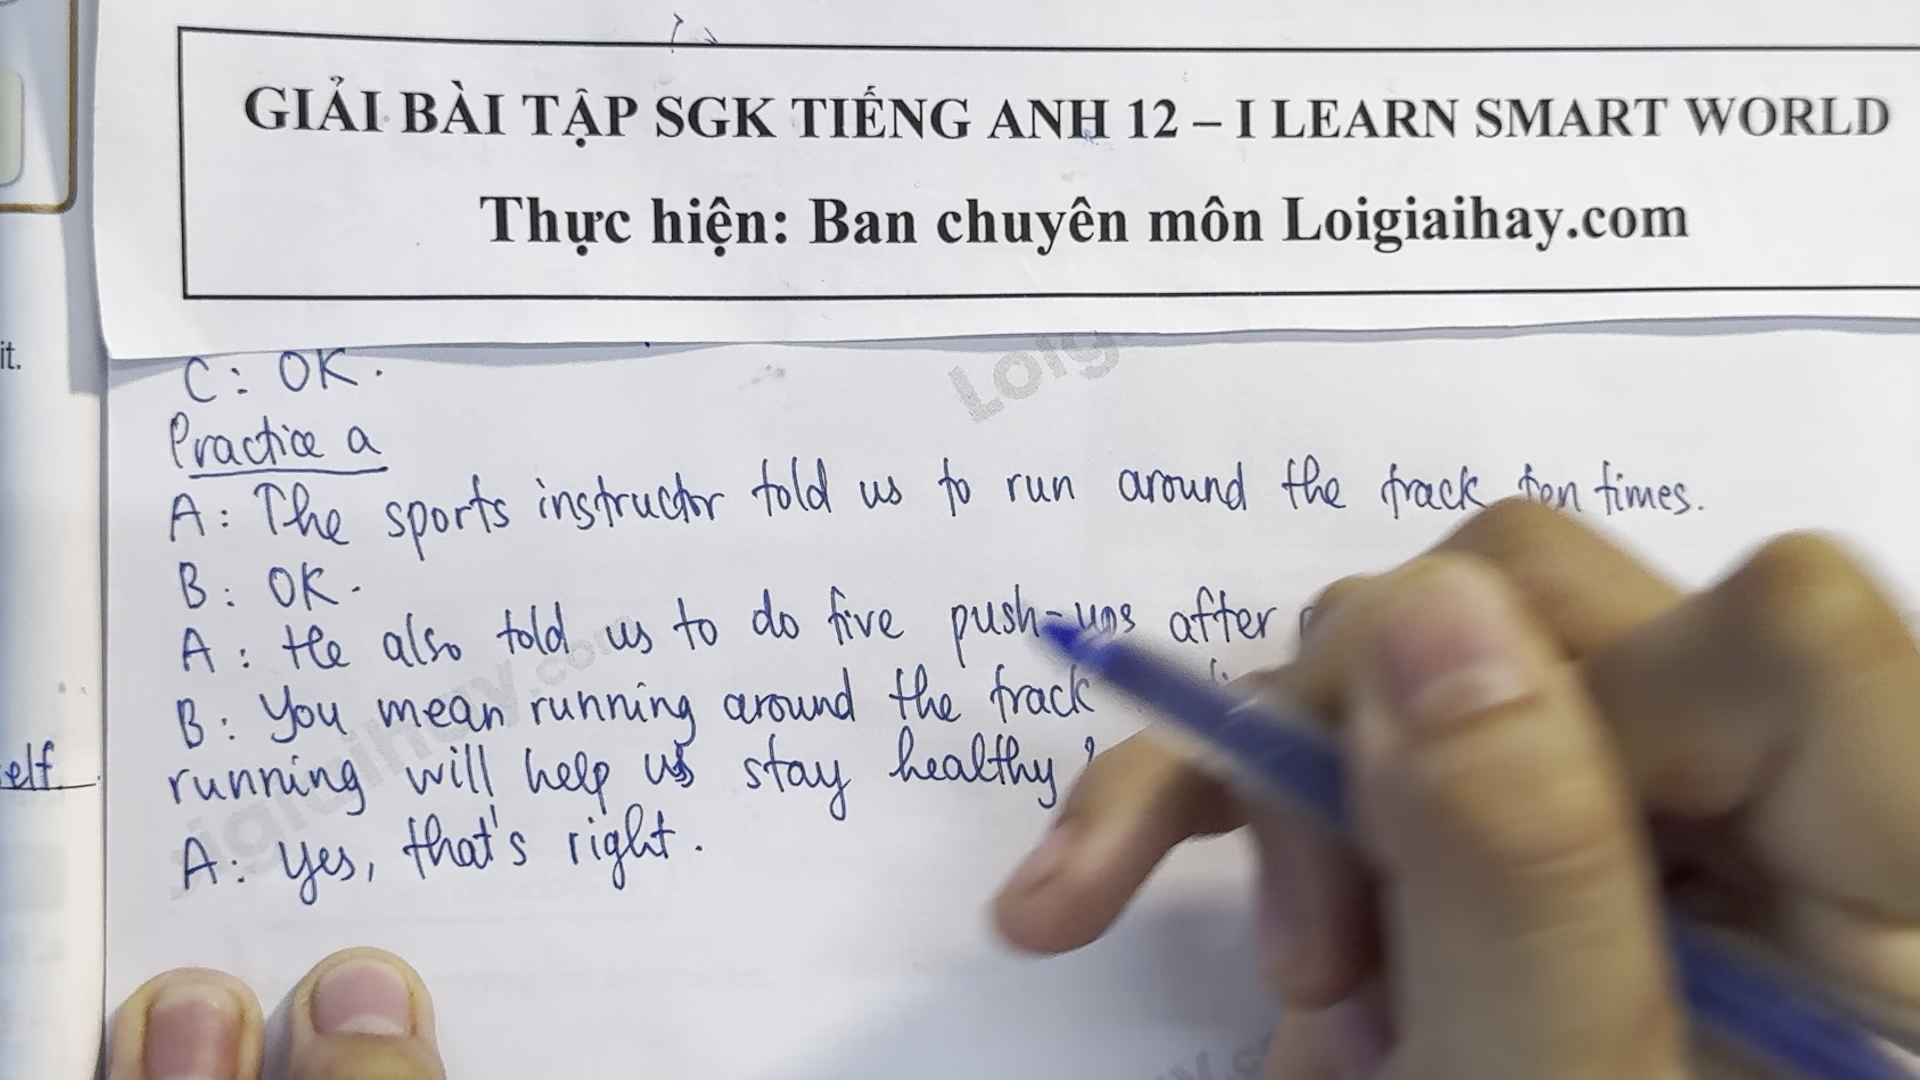 GIẢI BÀI TẬP SGK TIẾNG ANH 12 – I LEARN SMART WORLD
Thực hiện: Ban chuyên môn Loigiaihay.com
it.
C: OK.
Practice a
A: The sports instructor told us to run around the track ten times.
B: OK.
A: He also told us to do five push-ups after
B: You mean running around the track
running will help us stay healthy?
elf
A: Yes, that's right.